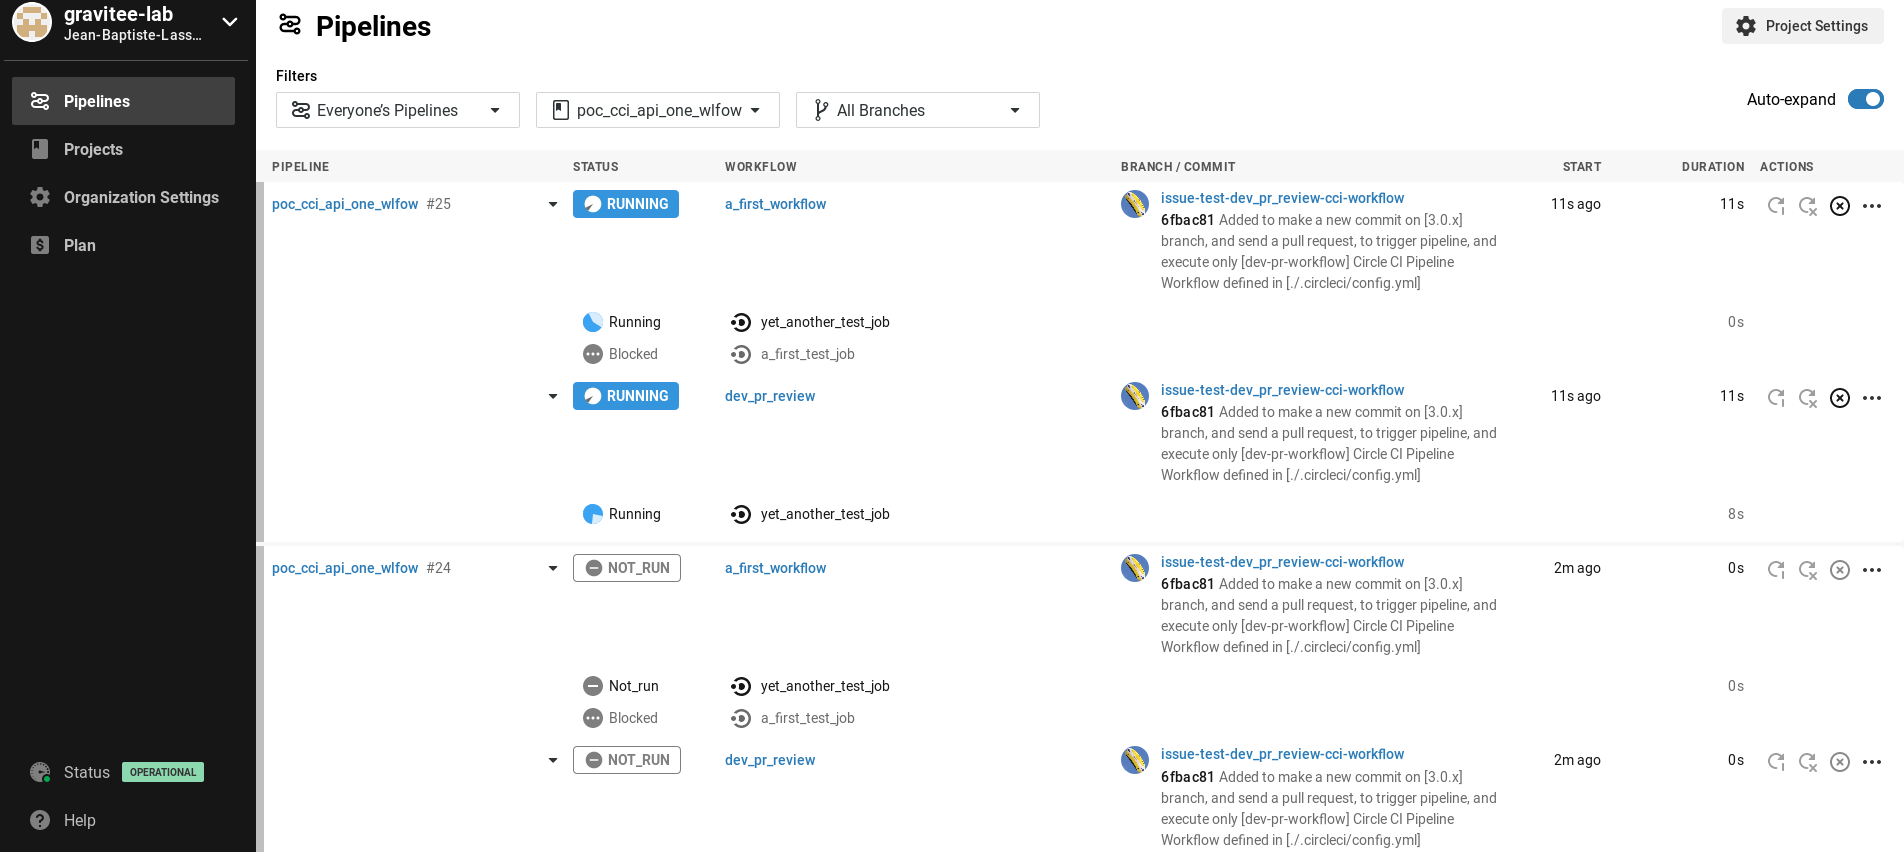 gravitee-lab
Jean-Baptiste-Lass...
Pipelines
Projects
Organization Settings
Plan
Status OPERATIONAL
Help
Pipelines
Project Settings
Filters
Everyone’s Pipelines
poc_cci_api_one_wlfow
All Branches
Auto-expand
PIPELINE STATUS WORKFLOW BRANCH / COMMIT START DURATION ACTIONS
poc_cci_api_one_wlfow #25 RUNNING a_first_workflow issue-test-dev_pr_review-cci-workflow 11s ago 11s
6fbac81 Added to make a new commit on [3.0.x]
branch, and send a pull request, to trigger pipeline, and
execute only [dev-pr-workflow] Circle CI Pipeline
Workflow defined in [./.circleci/config.yml]
Running yet_another_test_job 0s
Blocked a_first_test_job
RUNNING dev_pr_review issue-test-dev_pr_review-cci-workflow 11s ago 11s
6fbac81 Added to make a new commit on [3.0.x]
branch, and send a pull request, to trigger pipeline, and
execute only [dev-pr-workflow] Circle CI Pipeline
Workflow defined in [./.circleci/config.yml]
Running yet_another_test_job 8s
poc_cci_api_one_wlfow #24 NOT_RUN a_first_workflow issue-test-dev_pr_review-cci-workflow 2m ago 0s
6fbac81 Added to make a new commit on [3.0.x]
branch, and send a pull request, to trigger pipeline, and
execute only [dev-pr-workflow] Circle CI Pipeline
Workflow defined in [./.circleci/config.yml]
Not_run yet_another_test_job 0s
Blocked a_first_test_job
NOT_RUN dev_pr_review issue-test-dev_pr_review-cci-workflow 2m ago 0s
6fbac81 Added to make a new commit on [3.0.x]
branch, and send a pull request, to trigger pipeline, and
execute only [dev-pr-workflow] Circle CI Pipeline
Workflow defined in [./.circleci/config.yml]